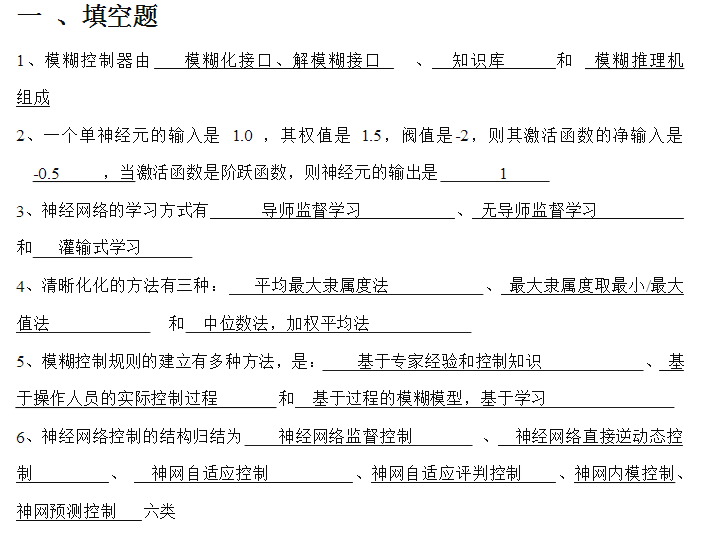 一 、填空题
1、模糊控制器由 模糊化接口、解模糊接口 、 知识库 和 模糊推理机
组成
2、一个单神经元的输入是 1.0 ，其权值是 1.5，阀值是-2，则其激活函数的净输入是
-0.5 ，当激活函数是阶跃函数，则神经元的输出是 1
3、神经网络的学习方式有 导师监督学习 、 无导师监督学习
和 灌输式学习
4、清晰化化的方法有三种： 平均最大隶属度法 、 最大隶属度取最小/最大
值法 和 中位数法，加权平均法
5、模糊控制规则的建立有多种方法，是： 基于专家经验和控制知识 、 基
于操作人员的实际控制过程 和 基于过程的模糊模型，基于学习
6、神经网络控制的结构归结为 神经网络监督控制 、 神经网络直接逆动态控
制 、 神网自适应控制 、神网自适应评判控制 、神网内模控制、
神网预测控制 六类